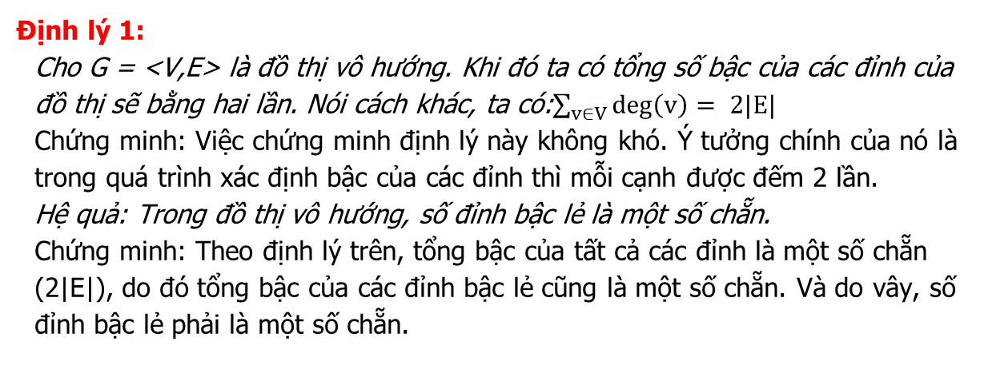 Định lý 1:
Cho G = <V,E> là đồ thị vô hướng. Khi đó ta có tổng số bậc của các đỉnh của
đồ thị sẽ bằng hai lần. Nói cách khác, ta có:∑v∈V deg(v) = 2|E|
Chứng minh: Việc chứng minh định lý này không khó. Ý tưởng chính của nó là
trong quá trình xác định bậc của các đỉnh thì mỗi cạnh được đếm 2 lần.
Hệ quả: Trong đồ thị vô hướng, số đỉnh bậc lẻ là một số chẵn.
Chứng minh: Theo định lý trên, tổng bậc của tất cả các đỉnh là một số chẵn
(2|E|), do đó tổng bậc của các đỉnh bậc lẻ cũng là một số chẵn. Và do vây, số
đỉnh bậc lẻ phải là một số chẵn.